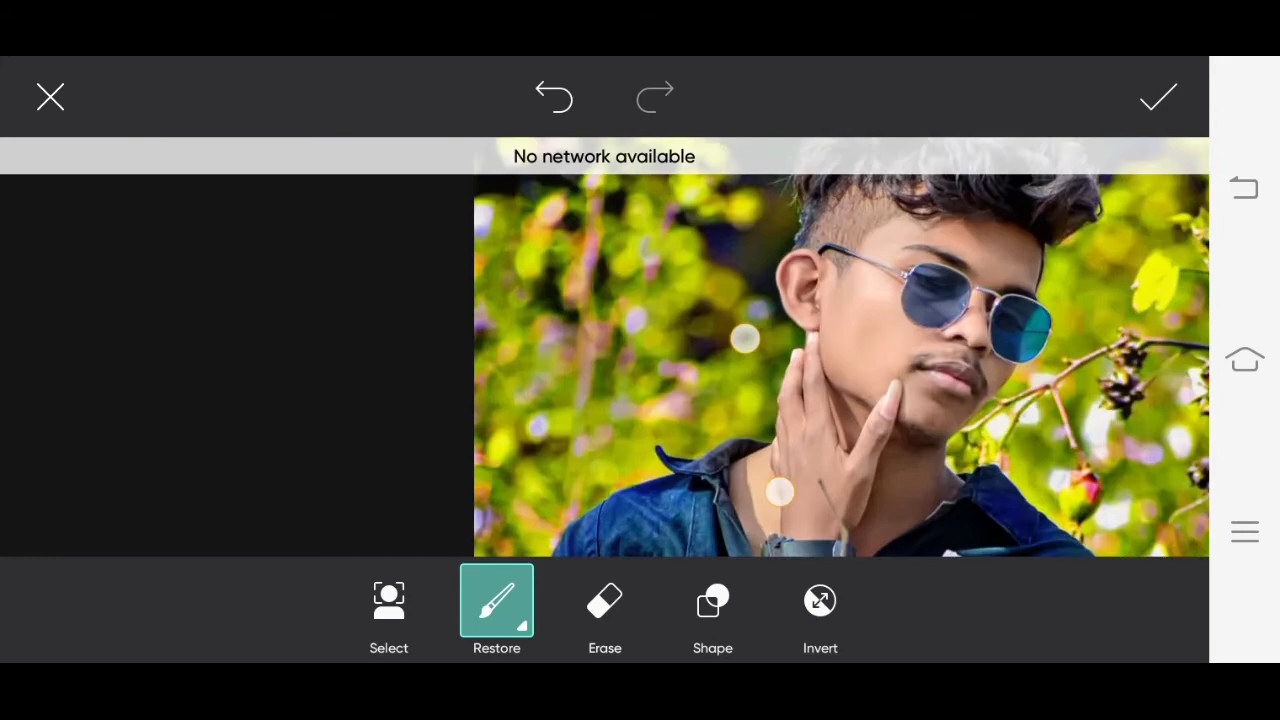 No network available
Select
Restore
Erase
Shape
Invert